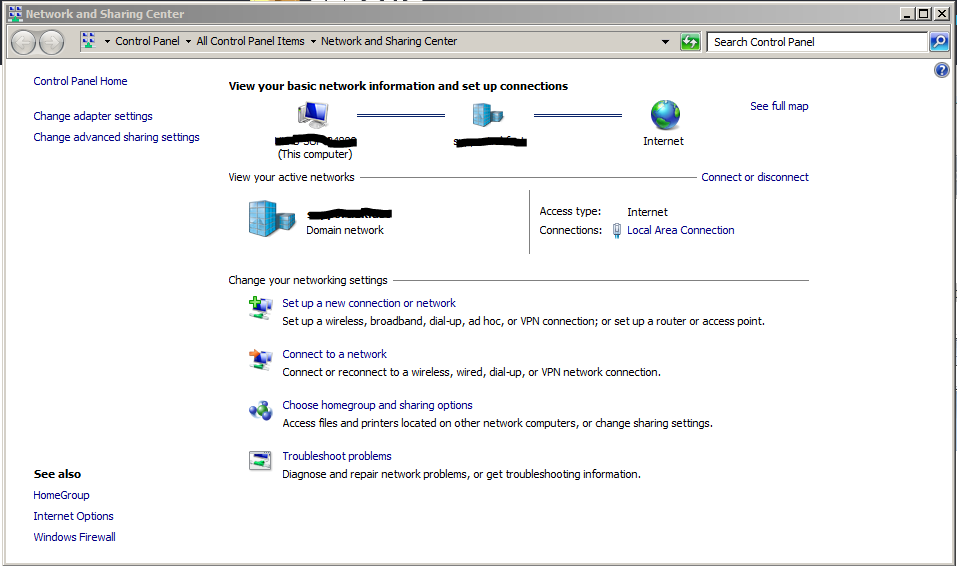 Network and Sharing Center
Control Panel
All Control Panel Items
Network and Sharing Center
Search Control Panel
Control Panel Home
Change adapter settings
Change advanced sharing settings
View your basic network information and set up connections
See full map
(This computer)
Internet
View your active networks
Connect or disconnect
Domain network
Access type: Internet
Connections: Local Area Connection
Change your networking settings
Set up a new connection or network
Set up a wireless, broadband, dial-up, ad hoc, or VPN connection; or set up a router or access point.
Connect to a network
Connect or reconnect to a wireless, wired, dial-up, or VPN network connection.
Choose homegroup and sharing options
Access files and printers located on other network computers, or change sharing settings.
Troubleshoot problems
Diagnose and repair network problems, or get troubleshooting information.
See also
HomeGroup
Internet Options
Windows Firewall